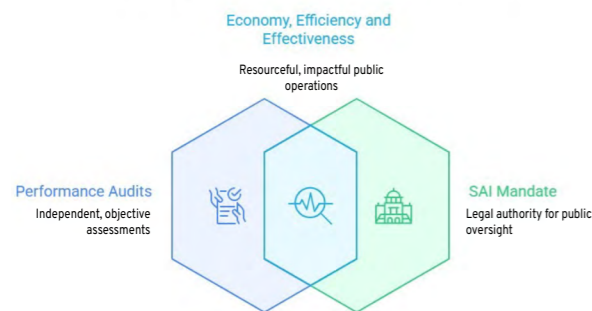 Economy, Efficiency and
Effectiveness
Resourceful, impactful public
operations
Performance Audits
Independent, objective
assessments
SAI Mandate
Legal authority for public
oversight